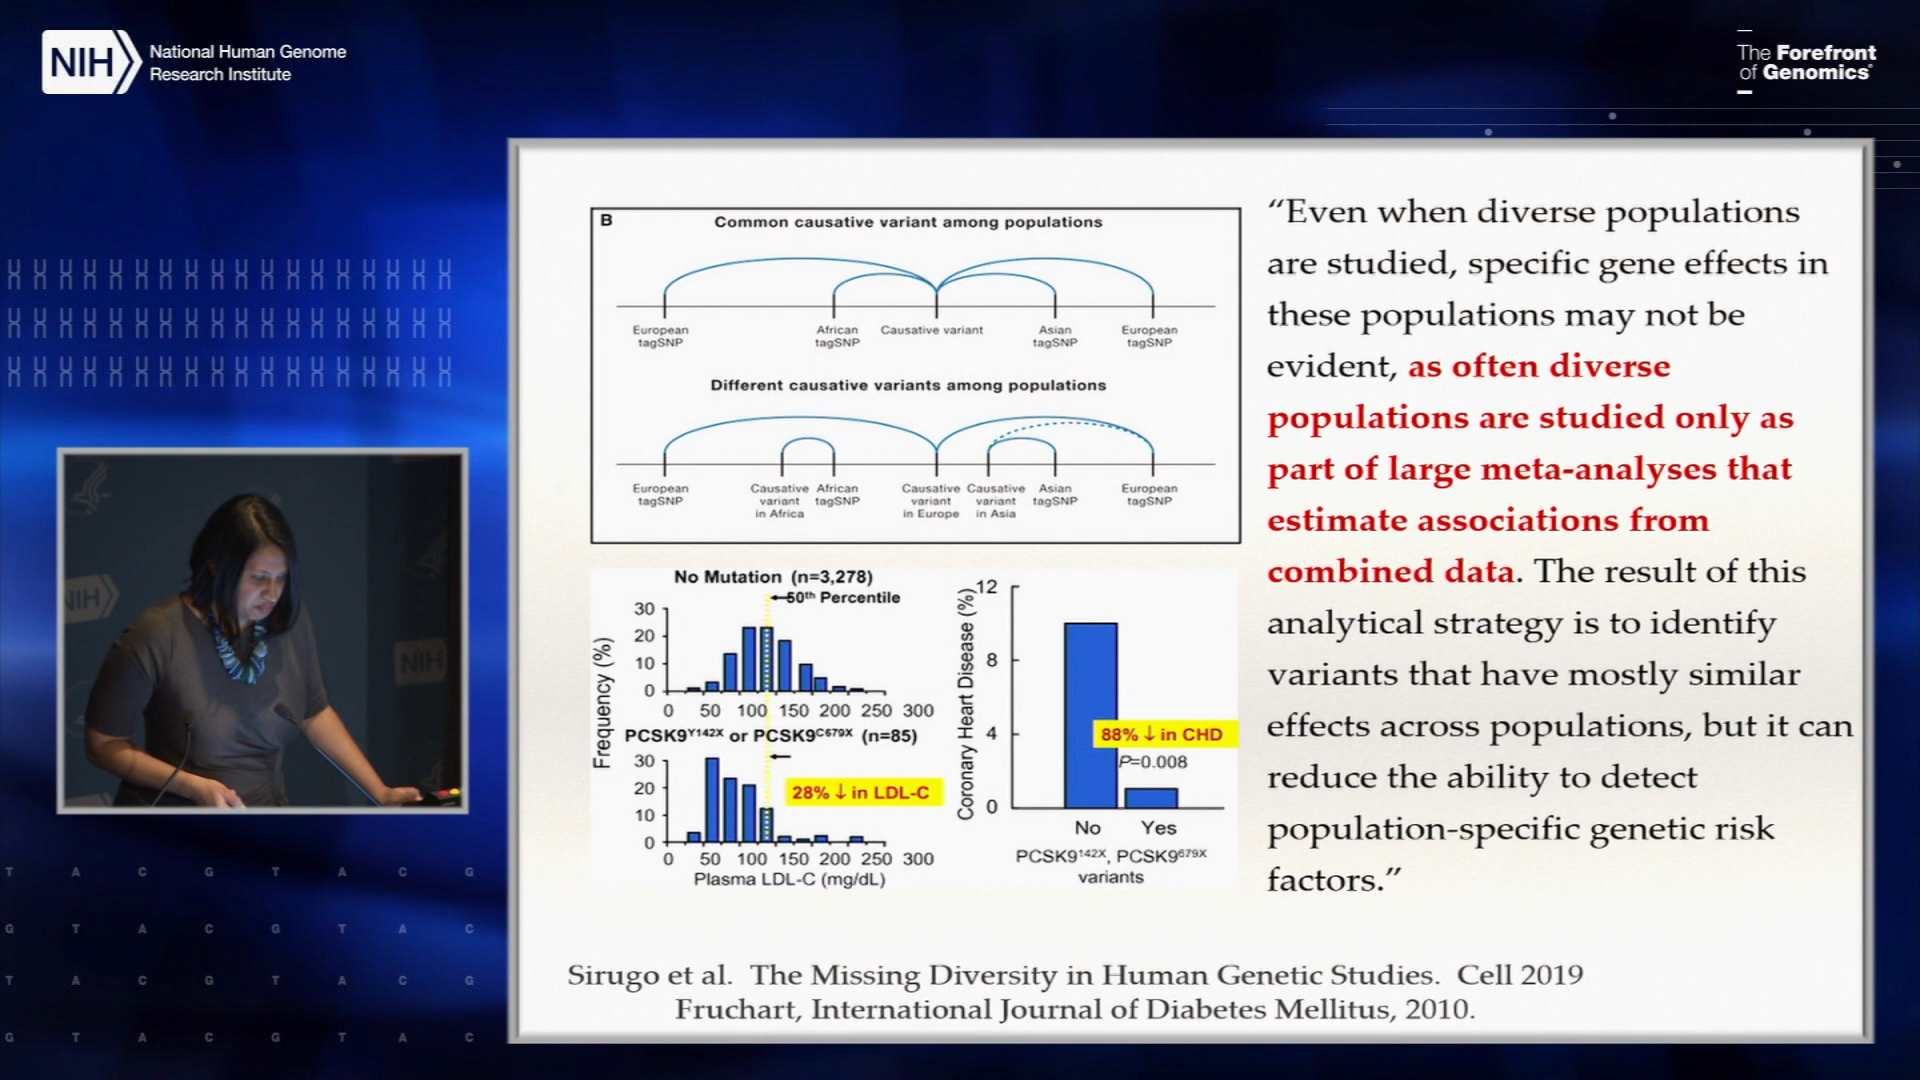 NIH
National Human Genome
Research Institute
The Forefront
of Genomics®
B
Common causative variant among populations
European
tagSNP
African
tagSNP
Causative variant
Asian
tagSNP
European
tagSNP
Different causative variants among populations
European
tagSNP
Causative
variant
in Africa
African
tagSNP
Causative
variant
in Europe
Causative
variant
in Asia
Asian
tagSNP
European
tagSNP
No Mutation (n=3,278)
50th Percentile
Frequency (%)
30
20
10
0
0 50 100 150 200 250 300
PCSK9Y142X or PCSK9C679X (n=85)
30
20
10
0
28% ↓ in LDL-C
0 50 100 150 200 250 300
Plasma LDL-C (mg/dL)
Coronary Heart Disease (%)
12
8
4
0
88% ↓ in CHD
P=0.008
No Yes
PCSK9142X, PCSK9679X
variants
“Even when diverse populations
are studied, specific gene effects in
these populations may not be
evident, as often diverse
populations are studied only as
part of large meta-analyses that
estimate associations from
combined data. The result of this
analytical strategy is to identify
variants that have mostly similar
effects across populations, but it can
reduce the ability to detect
population-specific genetic risk
factors.”
Sirugo et al. The Missing Diversity in Human Genetic Studies. Cell 2019
Fruchart, International Journal of Diabetes Mellitus, 2010.
NIH
NIH
T A C G T A C G
G T A C G T A C
T A C G T A C G
G T A C G T A C